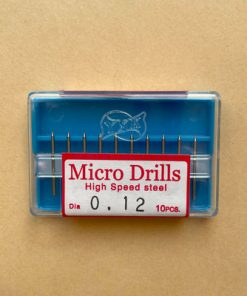 Micro Drills
High Speed steel
Dia 0.12 10PCS.